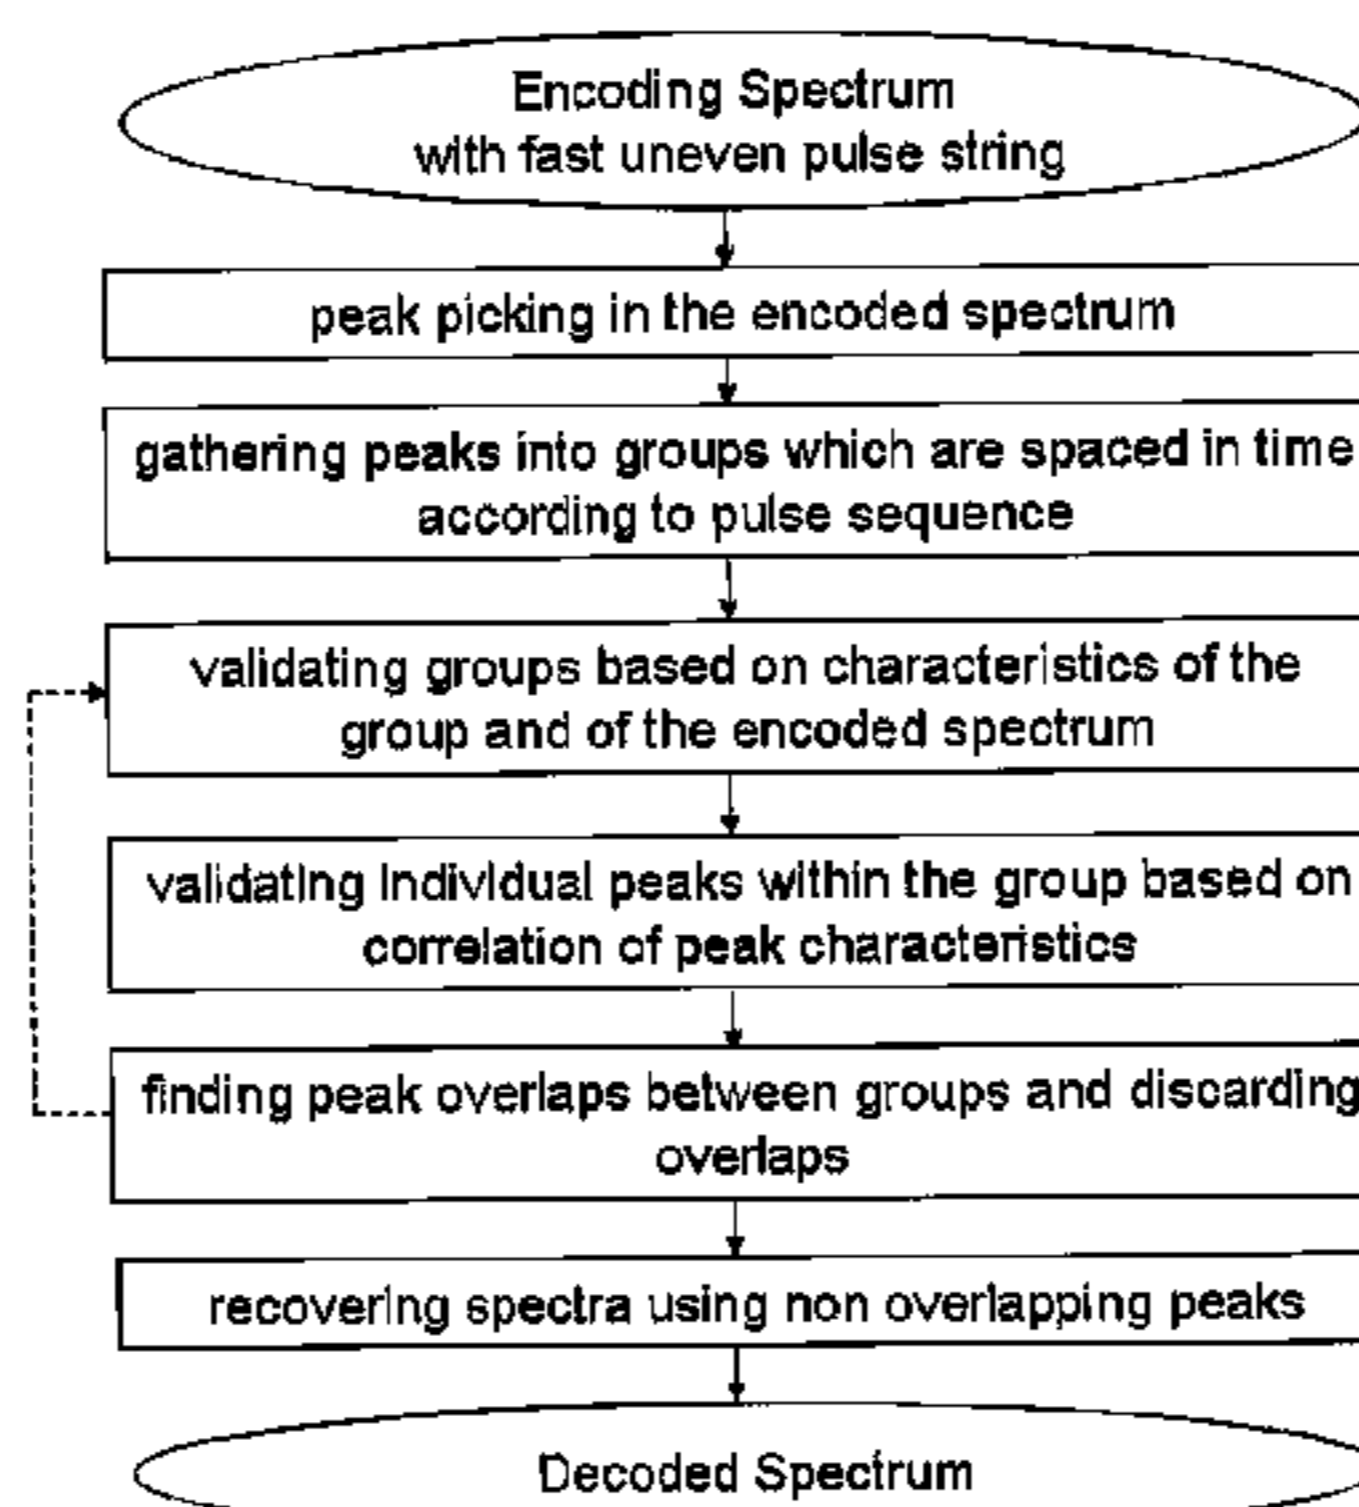 Encoding Spectrum
with fast uneven pulse string
peak picking in the encoded spectrum
gathering peaks into groups which are spaced in time
according to pulse sequence
validating groups based on characteristics of the
group and of the encoded spectrum
validating individual peaks within the group based on
correlation of peak characteristics
finding peak overlaps between groups and discarding
overlaps
recovering spectra using non overlapping peaks
Decoded Spectrum